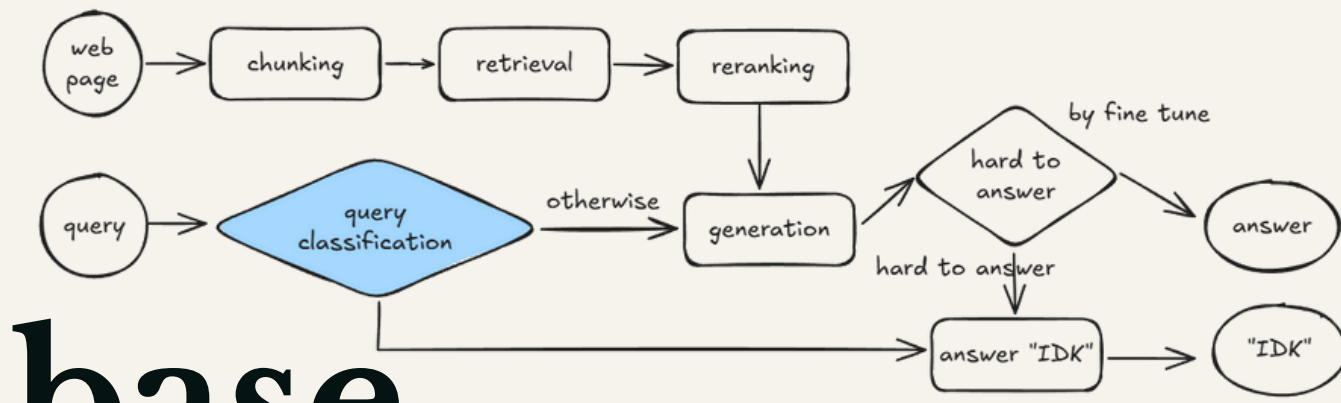 web
page
chunking
retrieval
reranking
by fine tune
hard to
answer
query
query
classification
otherwise
generation
answer
hard to answer
answer "IDK"
"IDK"
base